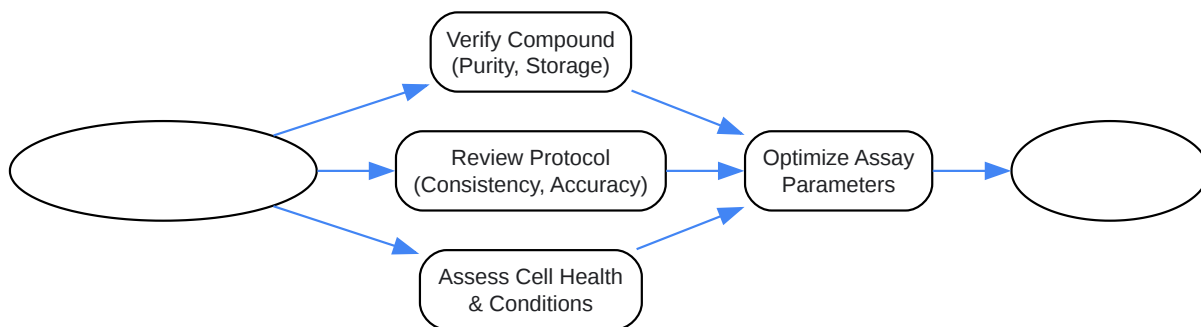 Verify Compound
(Purity, Storage)
Review Protocol
(Consistency, Accuracy)
Optimize Assay
Parameters
Assess Cell Health
& Conditions